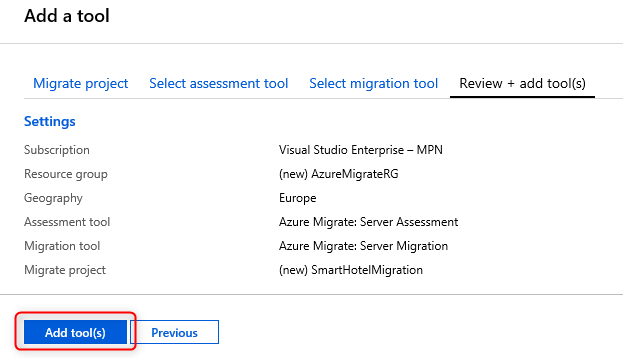 Add a tool
Migrate project Select assessment tool Select migration tool Review + add tool(s)
Settings
Subscription Visual Studio Enterprise – MPN
Resource group (new) AzureMigrateRG
Geography Europe
Assessment tool Azure Migrate: Server Assessment
Migration tool Azure Migrate: Server Migration
Migrate project (new) SmartHotelMigration
Add tool(s) Previous